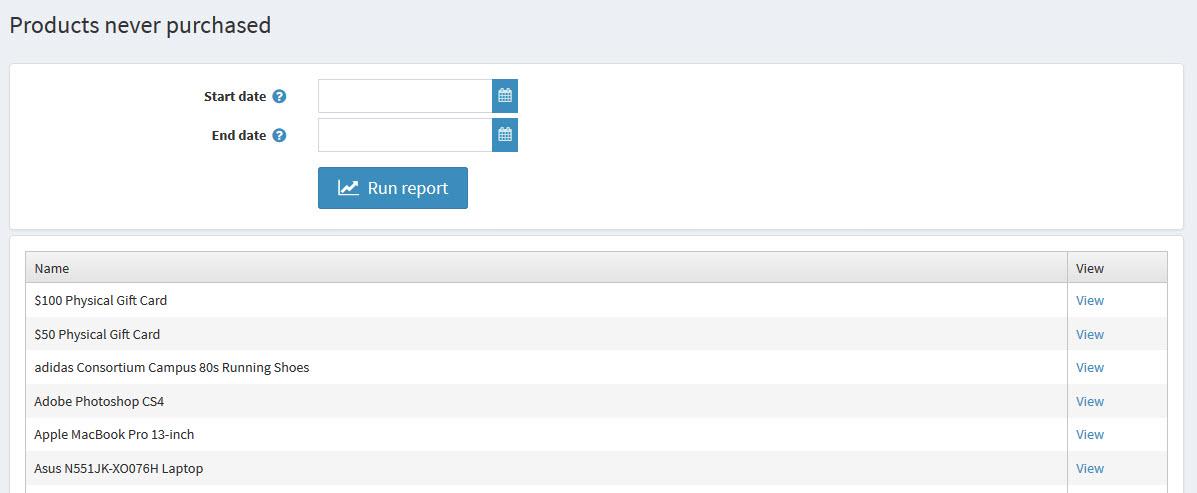 Products never purchased
Start date ?
End date ?
Run report
Name View
$100 Physical Gift Card View
$50 Physical Gift Card View
adidas Consortium Campus 80s Running Shoes View
Adobe Photoshop CS4 View
Apple MacBook Pro 13-inch View
Asus N551JK-XO076H Laptop View